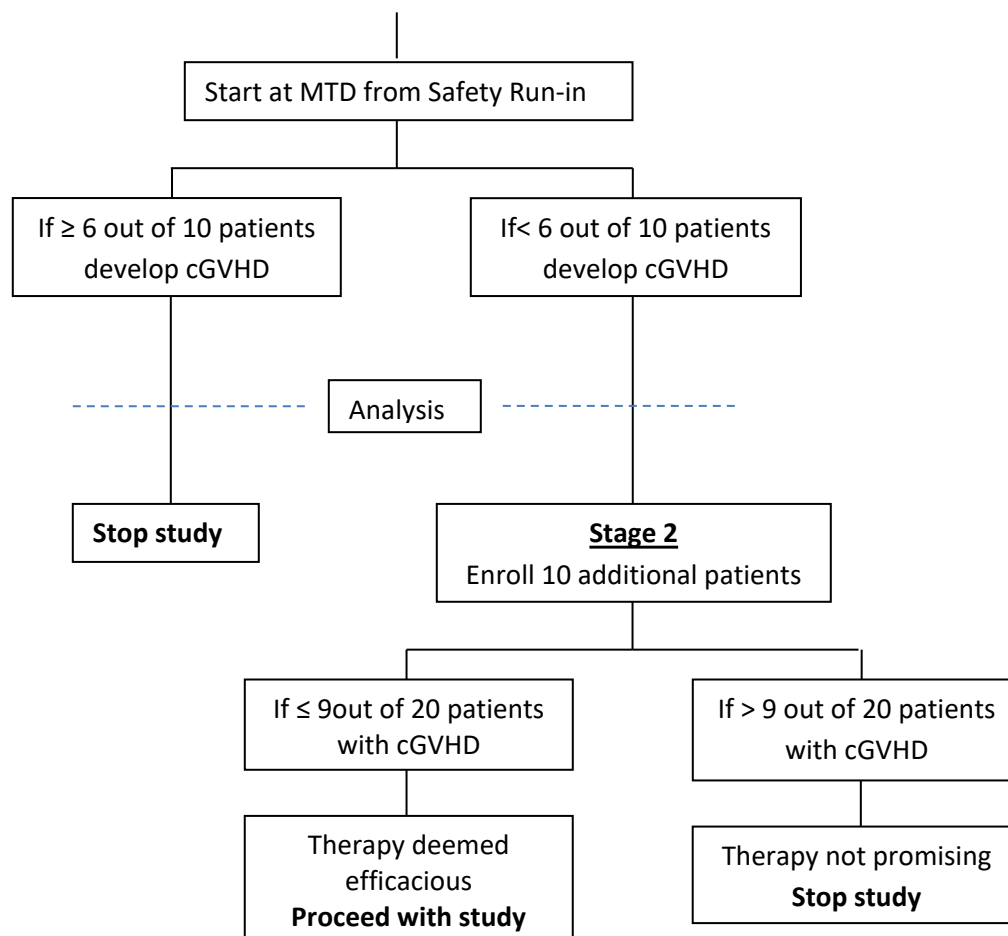 Start at MTD from Safety Run-in
If ≥ 6 out of 10 patients
develop cGVHD
If< 6 out of 10 patients
develop cGVHD
Analysis
Stop study
Stage 2
Enroll 10 additional patients
If ≤ 9out of 20 patients
with cGVHD
If > 9 out of 20 patients
with cGVHD
Therapy deemed
efficacious
Proceed with study
Therapy not promising
Stop study